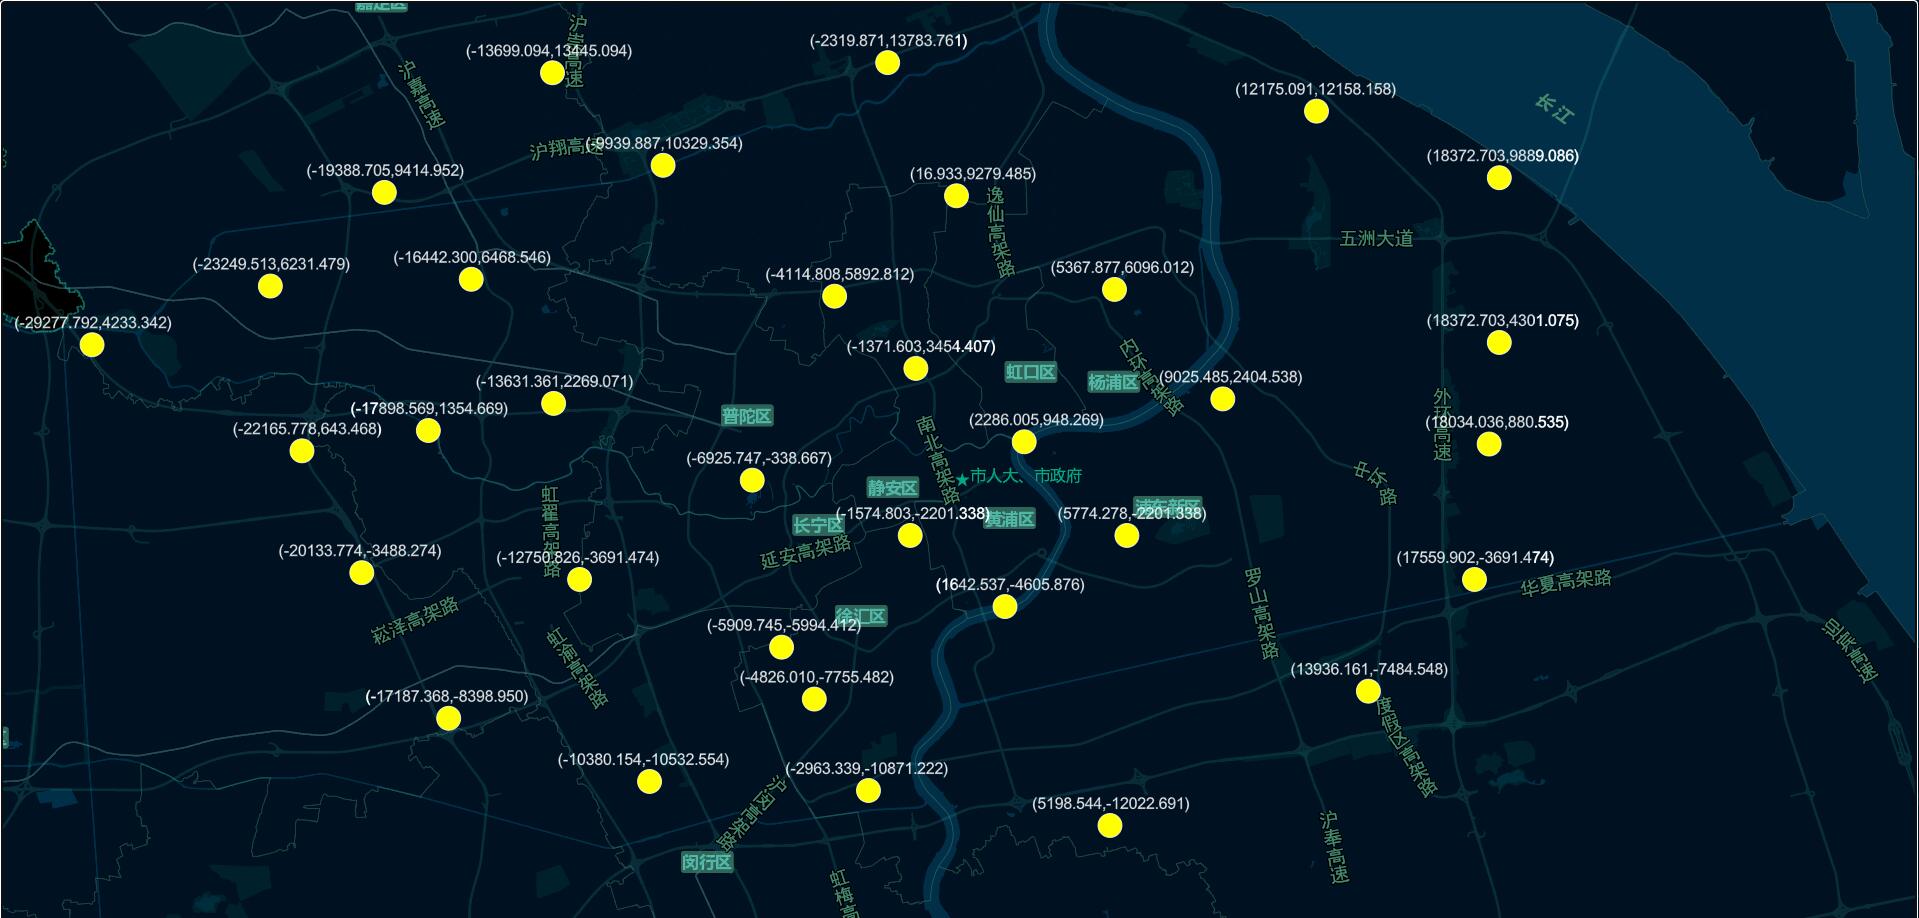 嘉定区
沪嘉高速
(-13699.094,13445.094)
(-2319.871,13783.761)
(12175.091,12158.158)
长江
沪翔高速
(-9939.887,10329.354)
(18372.703,9889.086)
(-19388.705,9414.952)
(16.933,9279.485)
逸仙高架路
五洲大道
(-23249.513,6231.479)
(-16442.300,6468.546)
(-4114.808,5892.812)
(5367.877,6096.012)
(-29277.792,4233.342)
(18372.703,4301.075)
(-1371.603,3454.407)
内环高架路
虹口区
杨浦区
(9025.485,2404.538)
(-13631.361,2269.071)
(-17898.569,1354.669)
普陀区
(-22165.778,643.468)
南北高架路
(2286.005,948.269)
外环高速
(18034.036,880.535)
(-6925.747,-338.667)
静安区
市人大、市政府
中环路
虹翟高架路
长宁区
(-1574.803,-2201.338)
黄浦区
浦东新区
(5774.278,-2201.338)
延安高架路
(-20133.774,-3488.274)
(-12750.826,-3691.474)
(17559.902,-3691.474)
华夏高架路
(1642.537,-4605.876)
罗山高架路
崧泽高架路
徐汇区
(-5909.745,-5994.412)
虹渝高架路
迎宾高速
(-4826.010,-7755.482)
(13936.161,-7484.548)
(-17187.368,-8398.950)
度假区高架路
(-10380.154,-10532.554)
(-2963.339,-10871.222)
沪闵高架路
(5198.544,-12022.691)
沪奉高速
闵行区
虹梅高